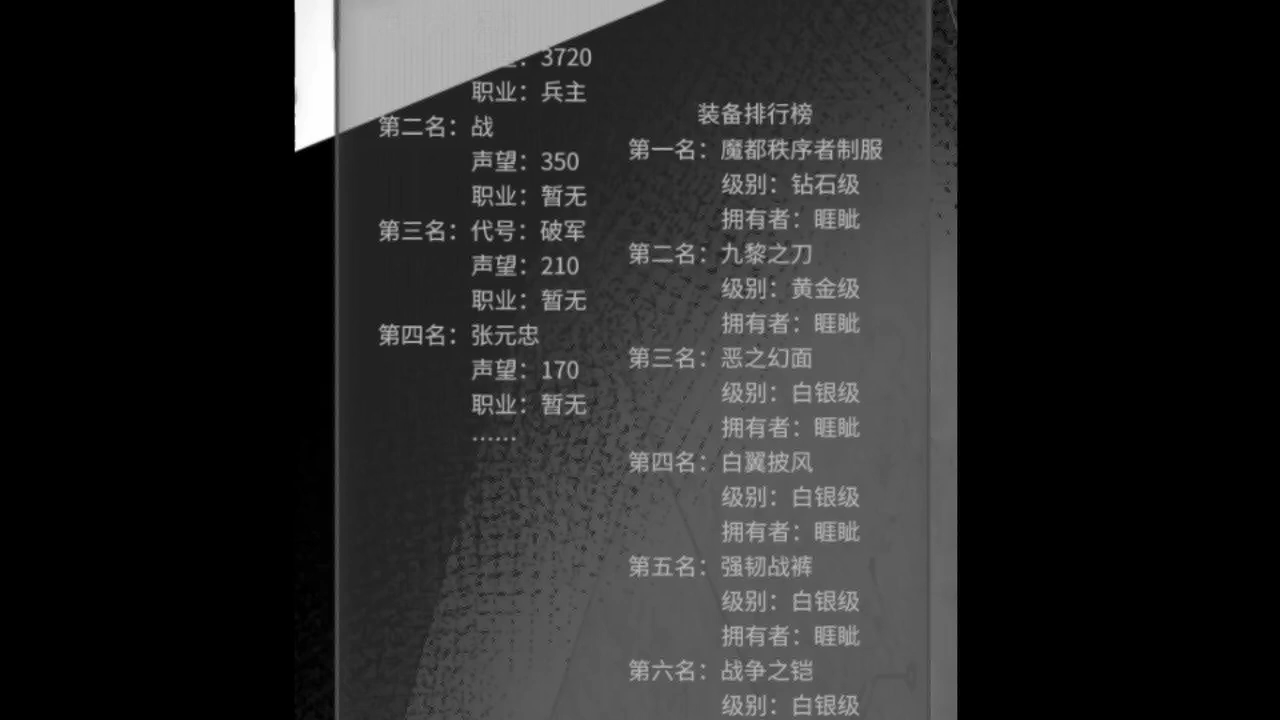 ：3720
职业：兵主
第二名：战
声望：350
职业：暂无
第三名：代号：破军
声望：210
职业：暂无
第四名：张元忠
声望：170
职业：暂无
……
装备排行榜
第一名：魔都秩序者制服
级别：钻石级
拥有者：睚眦
第二名：九黎之刀
级别：黄金级
拥有者：睚眦
第三名：恶之幻面
级别：白银级
拥有者：睚眦
第四名：白翼披风
级别：白银级
拥有者：睚眦
第五名：强韧战裤
级别：白银级
拥有者：睚眦
第六名：战争之铠
级别：白银级